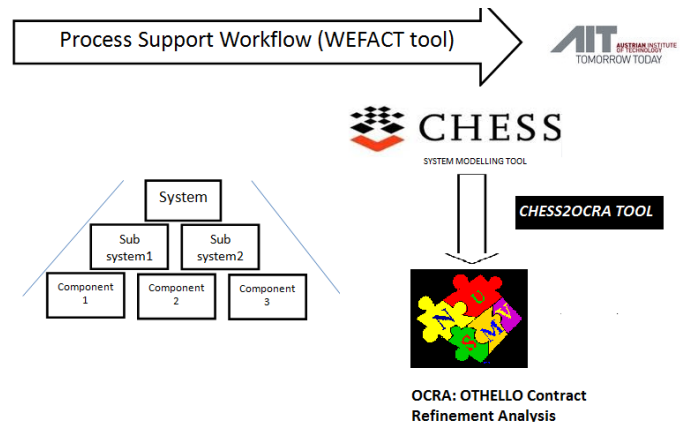 Process Support Workflow (WEFACT tool)
AIT
AUSTRIAN INSTITUTE
OF TECHNOLOGY
TOMORROW TODAY
CHESS
SYSTEM MODELLING TOOL
CHESS2OCRA TOOL
System
Sub
system1
Sub
system2
Component
1
Component
2
Component
3
N
U
S
M
V
OCRA: OTHELLO Contract
Refinement Analysis